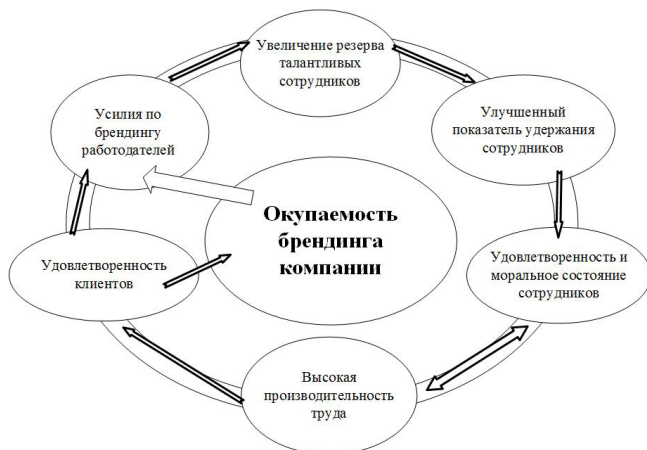 Увеличение резерва
талантливых
сотрудников
Усилия по
брендингу
работодателей
Улучшенный
показатель удержания
сотрудников
Окупаемость
брендинга
компании
Удовлетворенность
клиентов
Удовлетворенность и
моральное состояние
сотрудников
Высокая
производительность
труда